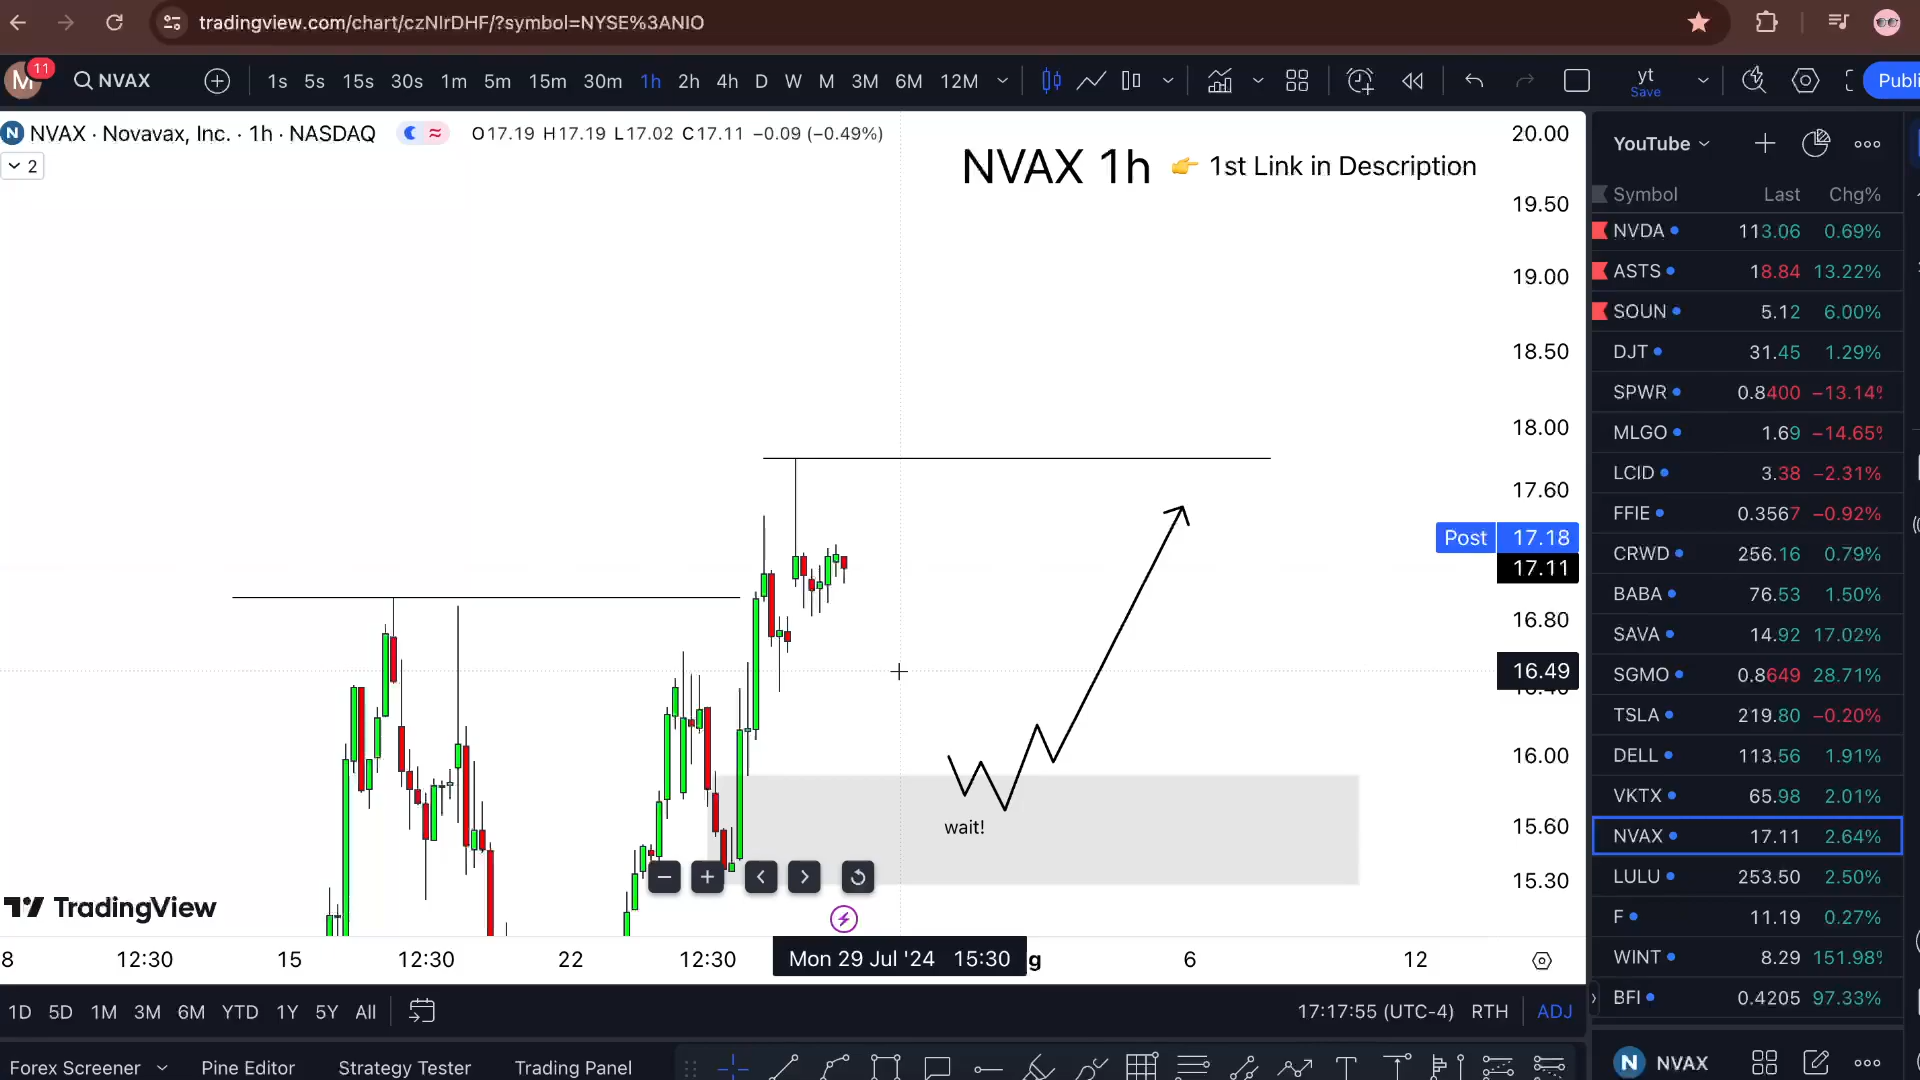 tradingview.com/chart/czNlrDHF/?symbol=NYSE%3ANIO
M 11 NVAX 1s 5s 15s 30s 1m 5m 15m 30m 1h 2h 4h D W M 3M 6M 12M yt Save Publi
N NVAX · Novavax, Inc. · 1h · NASDAQ O17.19 H17.19 L17.02 C17.11 −0.09 (−0.49%)
2
NVAX 1h 👉 1st Link in Description
20.00
19.50
19.00
18.50
18.00
17.60
Post 17.18
17.11
16.80
16.49
16.00
15.60
15.30
wait!
TradingView
8 12:30 15 12:30 22 12:30 Mon 29 Jul '24 15:30 g 6 12
1D 5D 1M 3M 6M YTD 1Y 5Y All 17:17:55 (UTC-4) RTH ADJ
Forex Screener Pine Editor Strategy Tester Trading Panel
YouTube
Symbol Last Chg%
NVDA 113.06 0.69%
ASTS 18.84 13.22%
SOUN 5.12 6.00%
DJT 31.45 1.29%
SPWR 0.8400 −13.14%
MLGO 1.69 −14.65%
LCID 3.38 −2.31%
FFIE 0.3567 −0.92%
CRWD 256.16 0.79%
BABA 76.53 1.50%
SAVA 14.92 17.02%
SGMO 0.8649 28.71%
TSLA 219.80 −0.20%
DELL 113.56 1.91%
VKTX 65.98 2.01%
NVAX 17.11 2.64%
LULU 253.50 2.50%
F 11.19 0.27%
WINT 8.29 151.98%
BFI 0.4205 97.33%
N NVAX